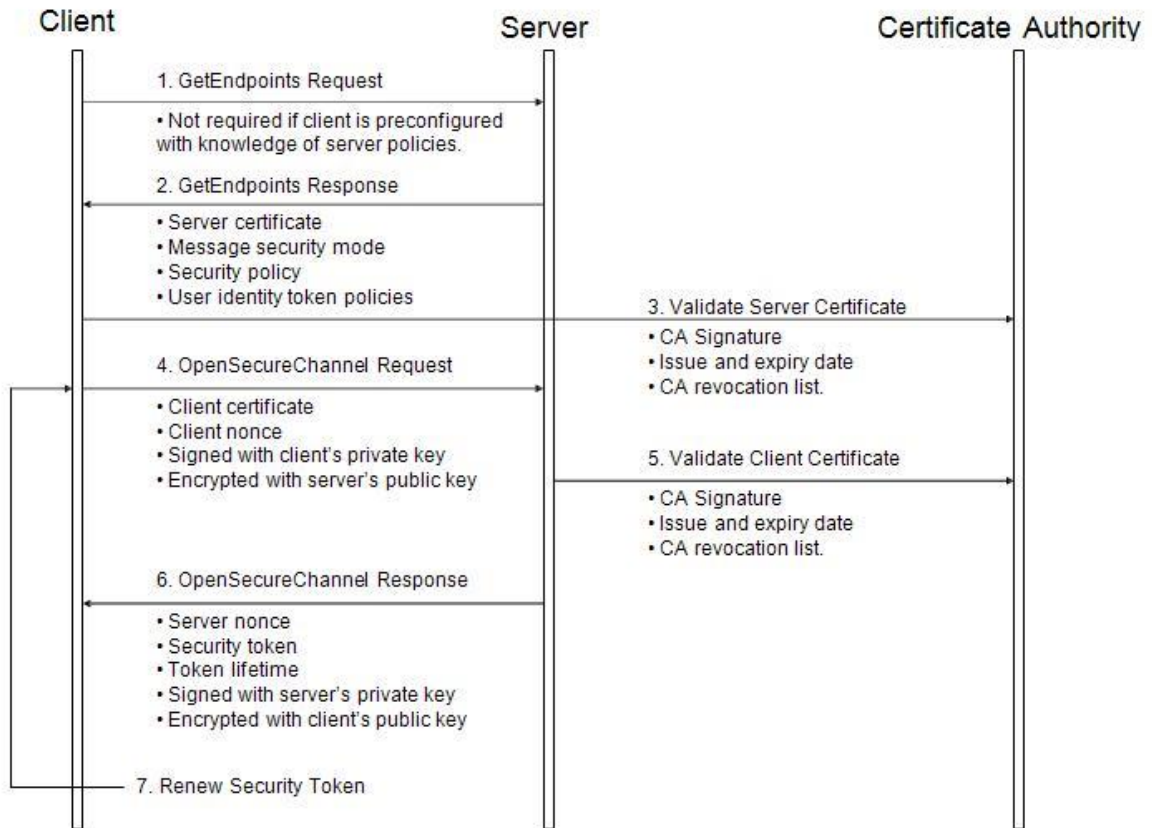 Client
Server
Certificate Authority
1. GetEndpoints Request
• Not required if client is preconfigured
with knowledge of server policies.
2. GetEndpoints Response
• Server certificate
• Message security mode
• Security policy
• User identity token policies
3. Validate Server Certificate
• CA Signature
• Issue and expiry date
• CA revocation list.
4. OpenSecureChannel Request
• Client certificate
• Client nonce
• Signed with client's private key
• Encrypted with server's public key
5. Validate Client Certificate
• CA Signature
• Issue and expiry date
• CA revocation list.
6. OpenSecureChannel Response
• Server nonce
• Security token
• Token lifetime
• Signed with server's private key
• Encrypted with client's public key
7. Renew Security Token